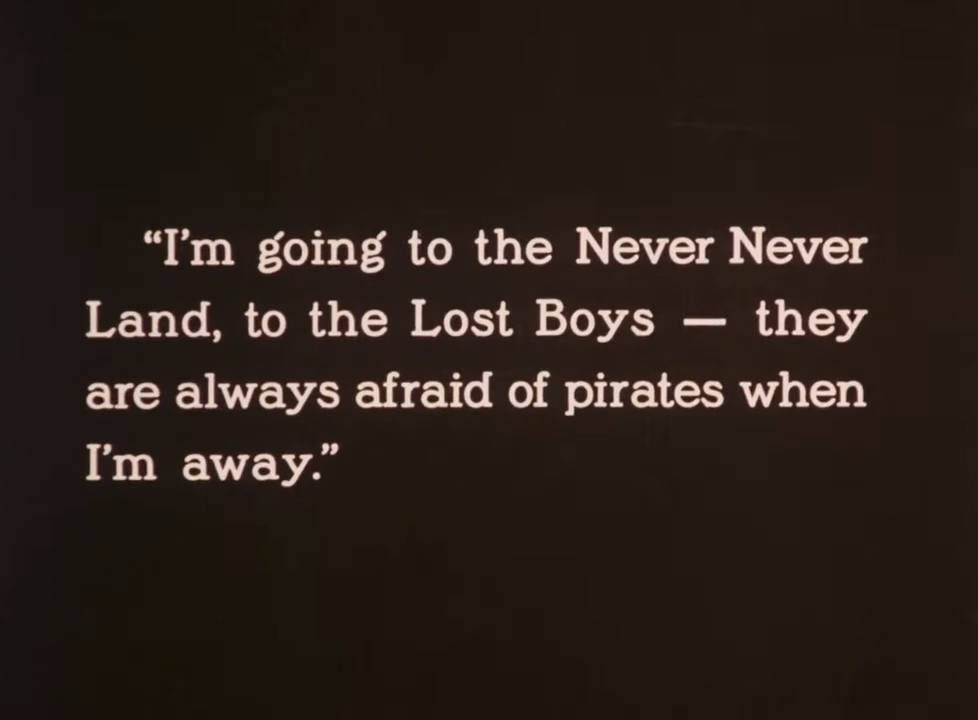 “I’m going to the Never Never
Land, to the Lost Boys — they
are always afraid of pirates when
I’m away.”